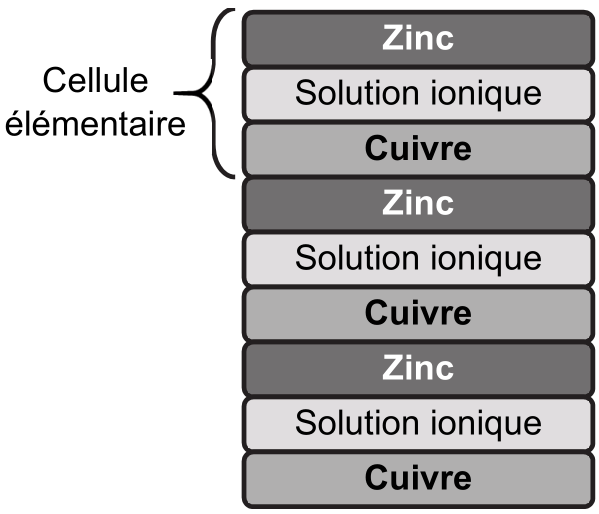 Cellule
élémentaire
Zinc
Solution ionique
Cuivre
Zinc
Solution ionique
Cuivre
Zinc
Solution ionique
Cuivre